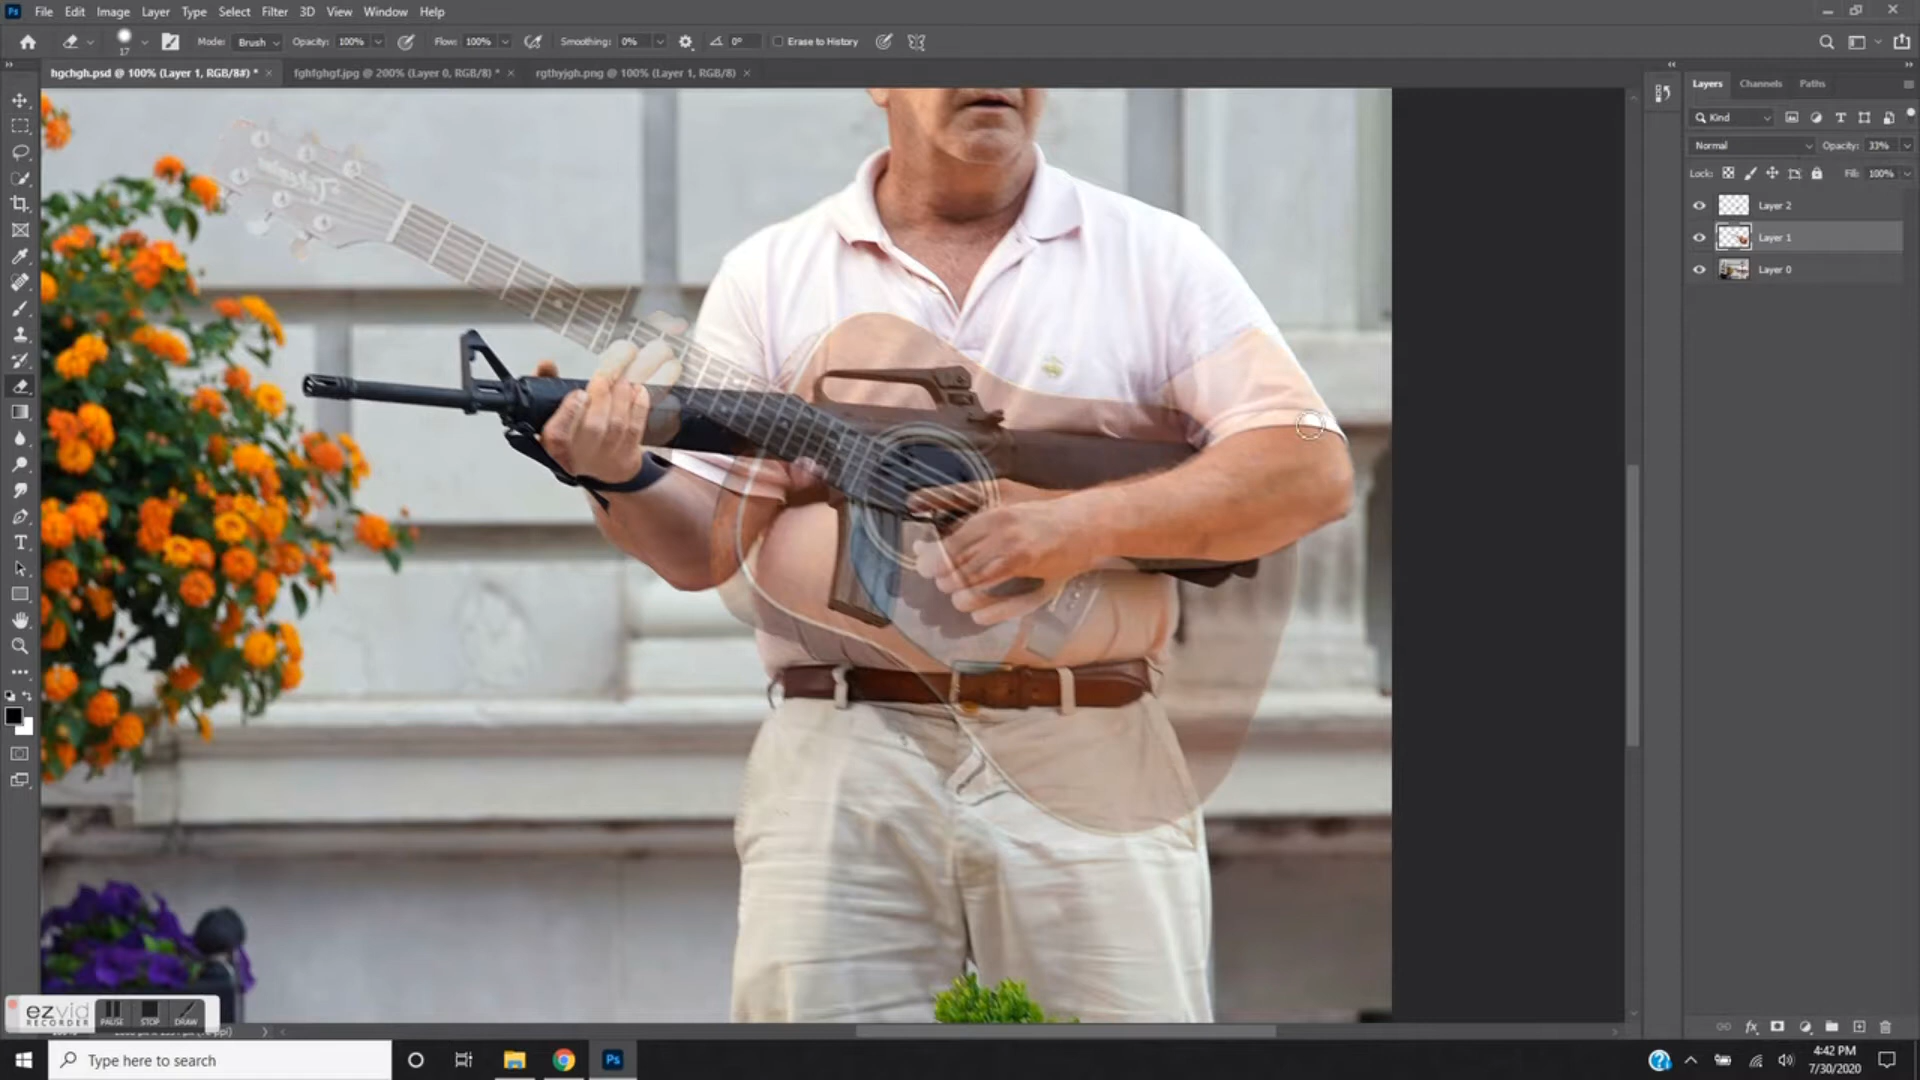 Ps File Edit Image Layer Type Select Filter 3D View Window Help
17 Mode: Brush Opacity: 100% Flow: 100% Smoothing: 0% 0° Erase to History
hgchgh.psd @ 100% (Layer 1, RGB/8#) * × fghfghgf.jpg @ 200% (Layer 0, RGB/8) * × rgthyjgh.png @ 100% (Layer 1, RGB/8) ×
Layers Channels Paths
Kind
Normal Opacity: 33%
Lock: Fill: 100%
Layer 2
Layer 1
Layer 0
ezvid
RECORDER
PAUSE STOP DRAW
Type here to search
Ps
4:42 PM
7/30/2020